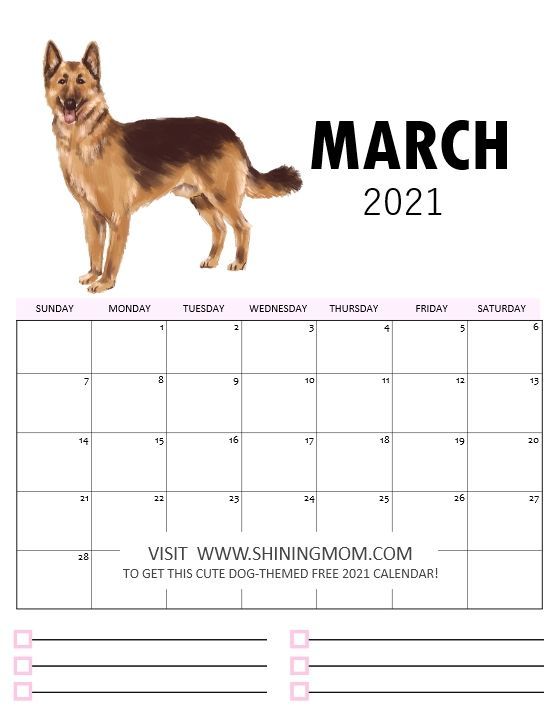 MARCH
2021
SUNDAY MONDAY TUESDAY WEDNESDAY THURSDAY FRIDAY SATURDAY
1 2 3 4 5 6
7 8 9 10 11 12 13
14 15 16 17 18 19 20
21 22 23 24 25 26 27
28
VISIT WWW.SHININGMOM.COM
TO GET THIS CUTE DOG-THEMED FREE 2021 CALENDAR!